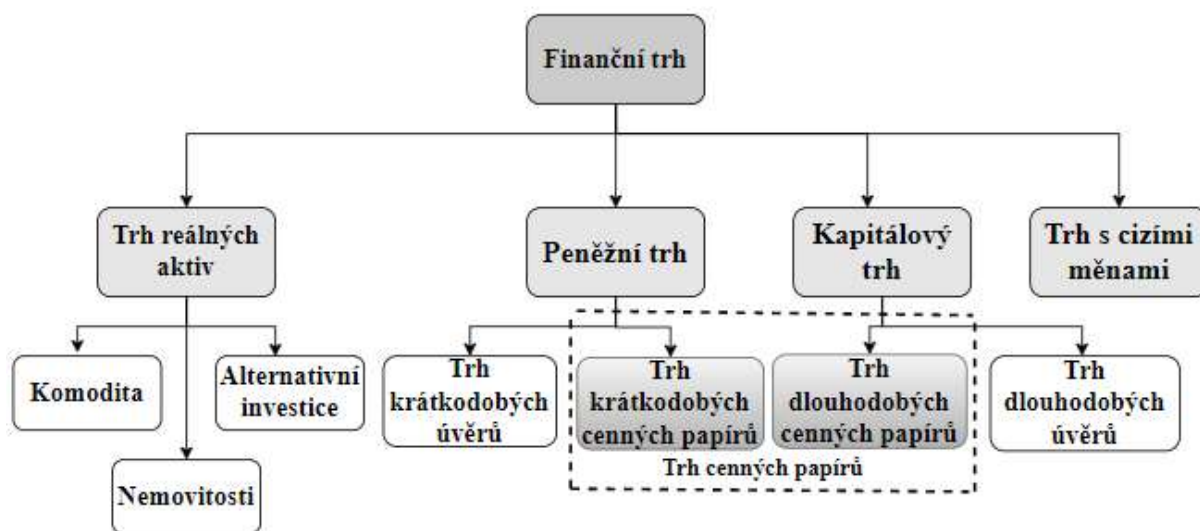 Finanční trh
Trh reálných
aktiv
Peněžní trh
Kapitálový
trh
Trh s cizími
měnami
Komodita
Alternativní
investice
Nemovitosti
Trh
krátkodobých
úvěrů
Trh
krátkodobých
cenných papírů
Trh
dlouhodobých
cenných papírů
Trh
dlouhodobých
úvěrů
Trh cenných papírů